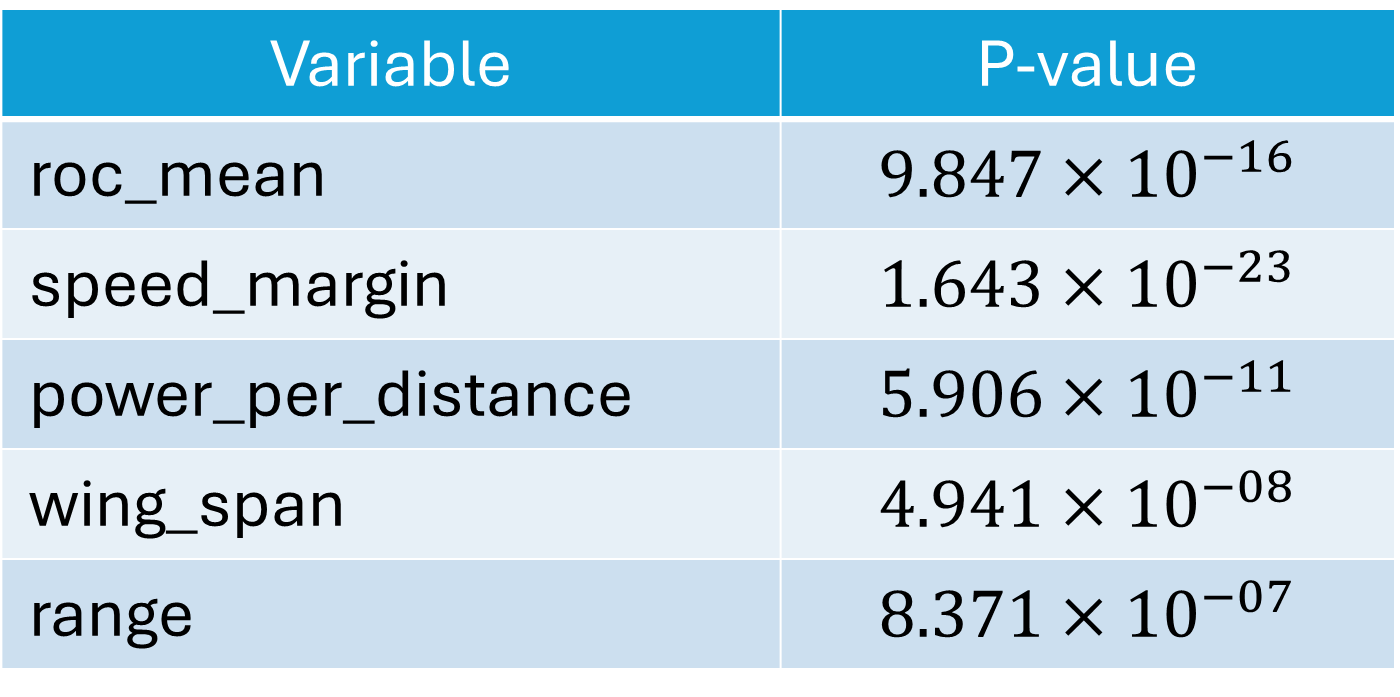 Variable P-value
roc_mean 9.847 × 10⁻¹⁶
speed_margin 1.643 × 10⁻²³
power_per_distance 5.906 × 10⁻¹¹
wing_span 4.941 × 10⁻⁰⁸
range 8.371 × 10⁻⁰⁷